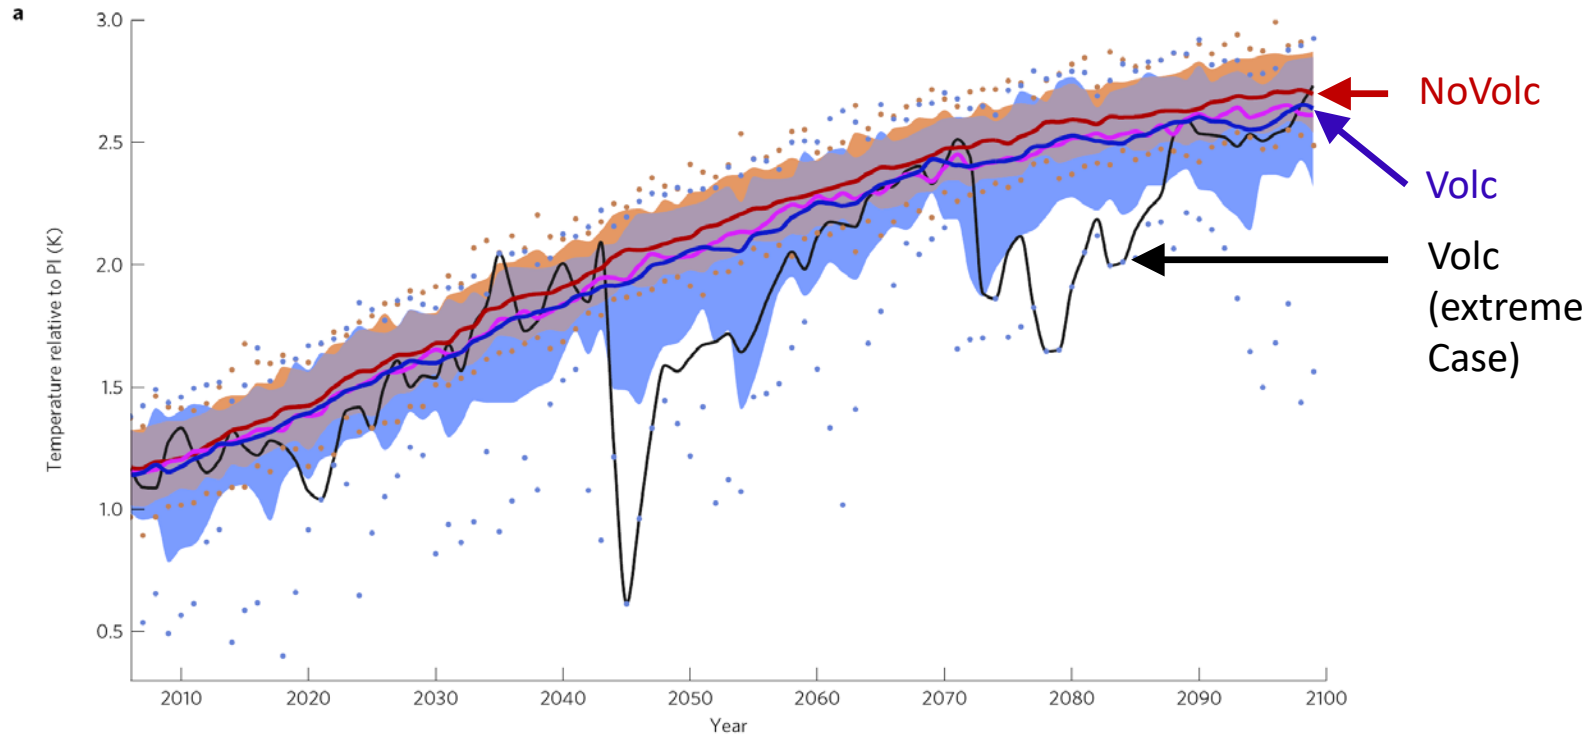 a
3.0
2.5
2.0
1.5
1.0
0.5
Temperature relative to PI (K)
2010 2020 2030 2040 2050 2060 2070 2080 2090 2100
Year
NoVolc
Volc
Volc
(extreme
Case)